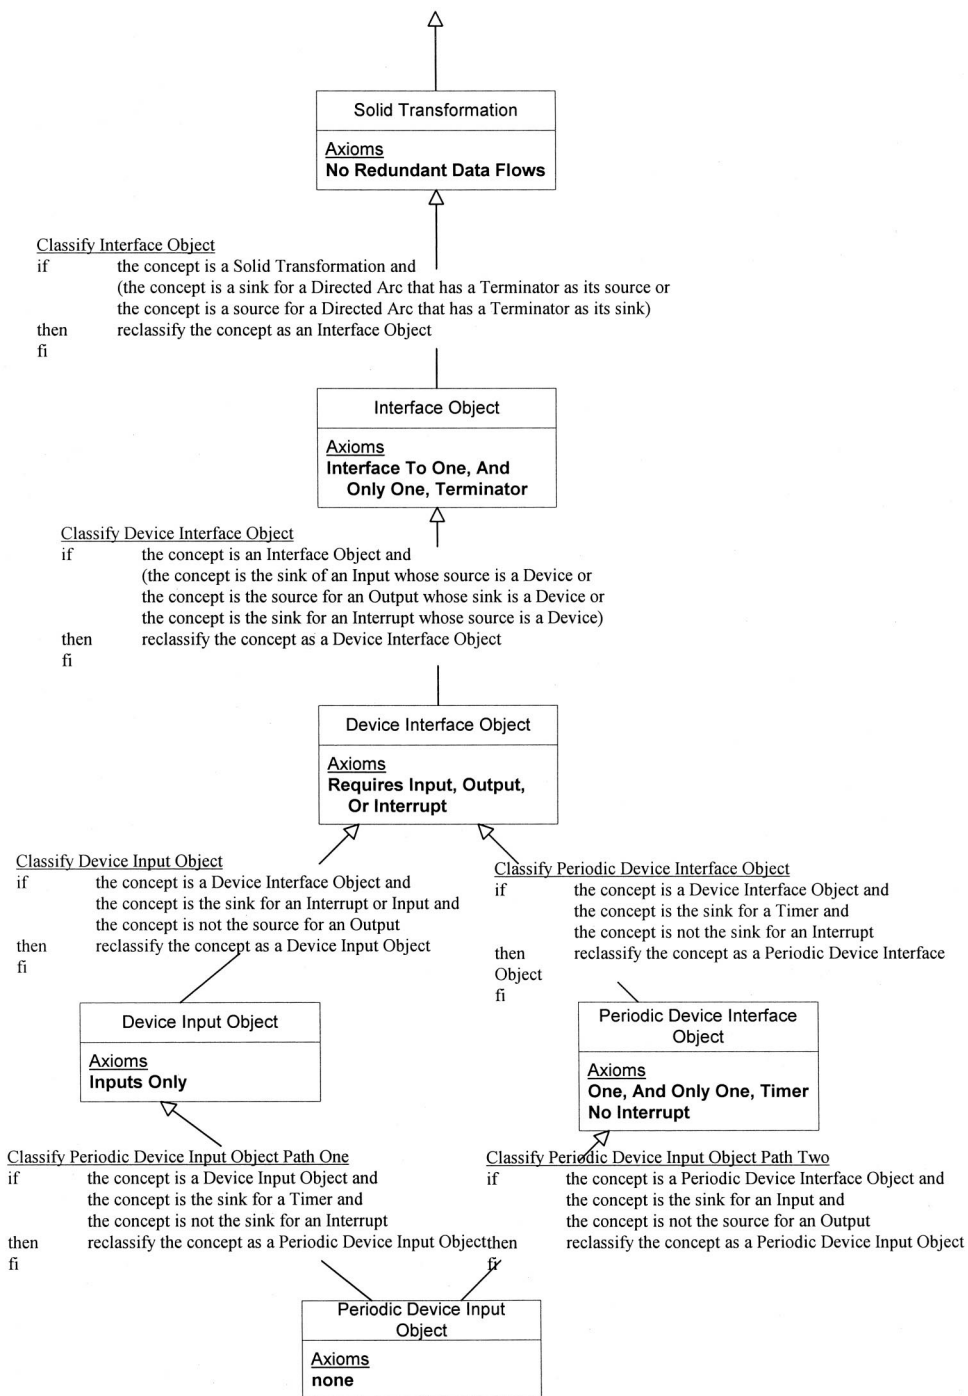 Solid Transformation
Axioms
No Redundant Data Flows
Classify Interface Object
if the concept is a Solid Transformation and
(the concept is a sink for a Directed Arc that has a Terminator as its source or
the concept is a source for a Directed Arc that has a Terminator as its sink)
then reclassify the concept as an Interface Object
fi
Interface Object
Axioms
Interface To One, And
Only One, Terminator
Classify Device Interface Object
if the concept is an Interface Object and
(the concept is the sink of an Input whose source is a Device or
the concept is the source for an Output whose sink is a Device or
the concept is the sink for an Interrupt whose source is a Device)
then reclassify the concept as a Device Interface Object
fi
Device Interface Object
Axioms
Requires Input, Output,
Or Interrupt
Classify Device Input Object
if the concept is a Device Interface Object and
the concept is the sink for an Interrupt or Input and
the concept is not the source for an Output
then reclassify the concept as a Device Input Object
fi
Classify Periodic Device Interface Object
if the concept is a Device Interface Object and
the concept is the sink for a Timer and
the concept is not the sink for an Interrupt
then reclassify the concept as a Periodic Device Interface
Object
fi
Device Input Object
Axioms
Inputs Only
Periodic Device Interface
Object
Axioms
One, And Only One, Timer
No Interrupt
Classify Periodic Device Input Object Path One
if the concept is a Device Input Object and
the concept is the sink for a Timer and
the concept is not the sink for an Interrupt
then reclassify the concept as a Periodic Device Input Object
fi
Classify Periodic Device Input Object Path Two
if the concept is a Periodic Device Interface Object and
the concept is the sink for an Input and
the concept is not the source for an Output
then reclassify the concept as a Periodic Device Input Object
fi
Periodic Device Input
Object
Axioms
none